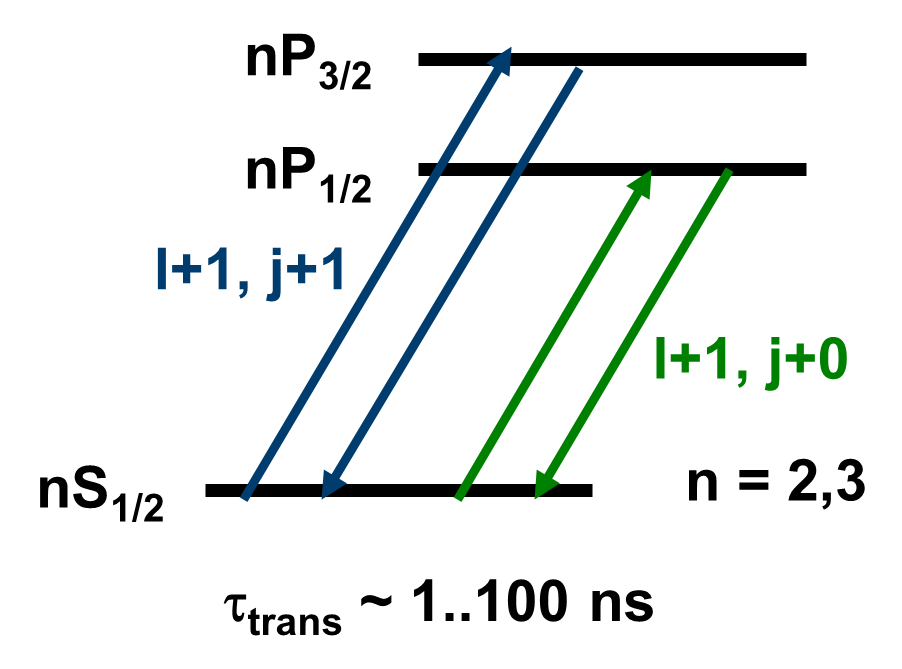 nP3/2
nP1/2
l+1, j+1
l+1, j+0
nS1/2
n = 2,3
τtrans ~ 1..100 ns